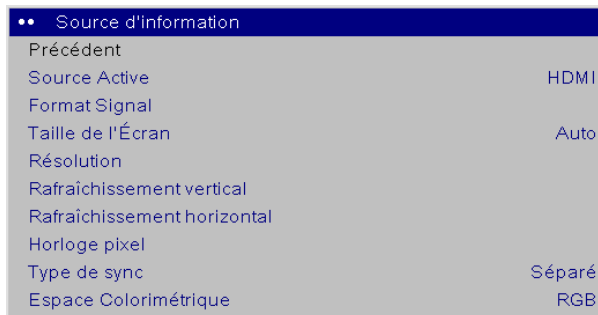 •• Source d'information
Précédent
Source Active HDMI
Format Signal
Taille de l'Écran Auto
Résolution
Rafraîchissement vertical
Rafraîchissement horizontal
Horloge pixel
Type de sync Séparé
Espace Colorimétrique RGB